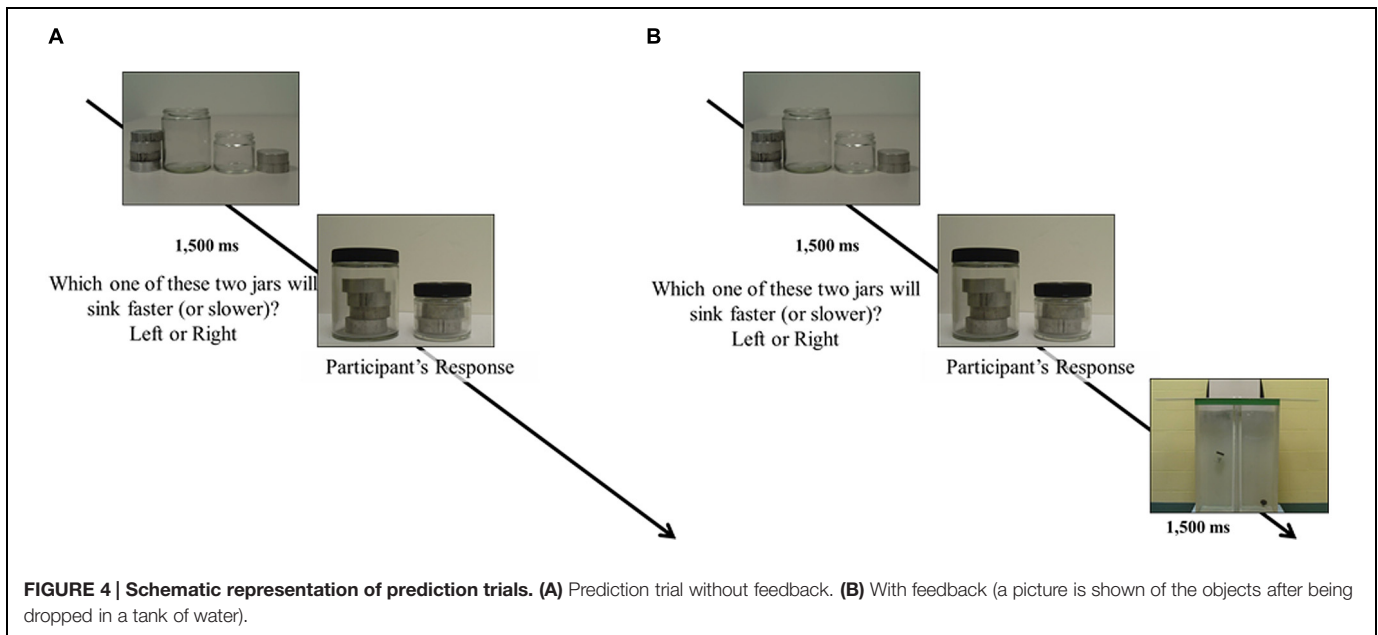 A
B
1,500 ms
Which one of these two jars will
sink faster (or slower)?
Left or Right
Participant's Response
1,500 ms
Which one of these two jars will
sink faster (or slower)?
Left or Right
Participant's Response
1,500 ms
FIGURE 4 | Schematic representation of prediction trials. (A) Prediction trial without feedback. (B) With feedback (a picture is shown of the objects after being
dropped in a tank of water).